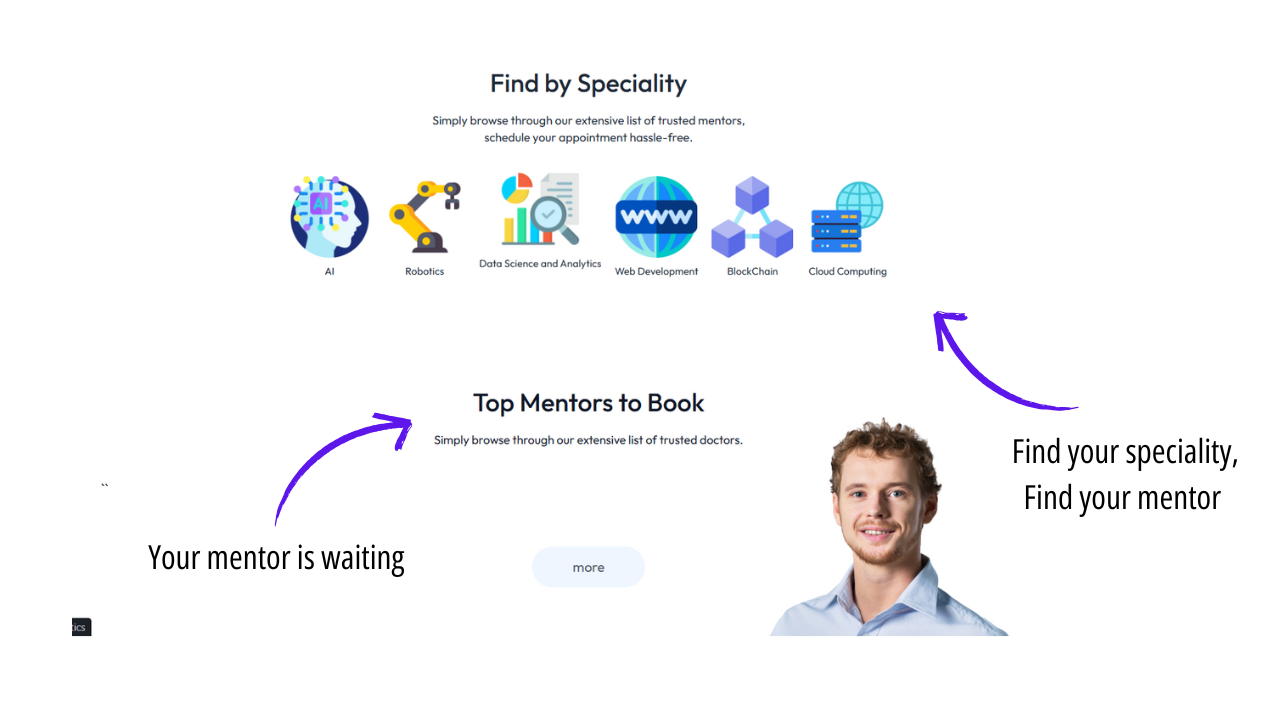 Find by Speciality
Simply browse through our extensive list of trusted mentors,
schedule your appointment hassle-free.
AI
WWW
AI
Robotics
Data Science and Analytics
Web Development
BlockChain
Cloud Computing
Top Mentors to Book
Simply browse through our extensive list of trusted doctors.
Find your speciality,
Find your mentor
``
Your mentor is waiting
more
tics